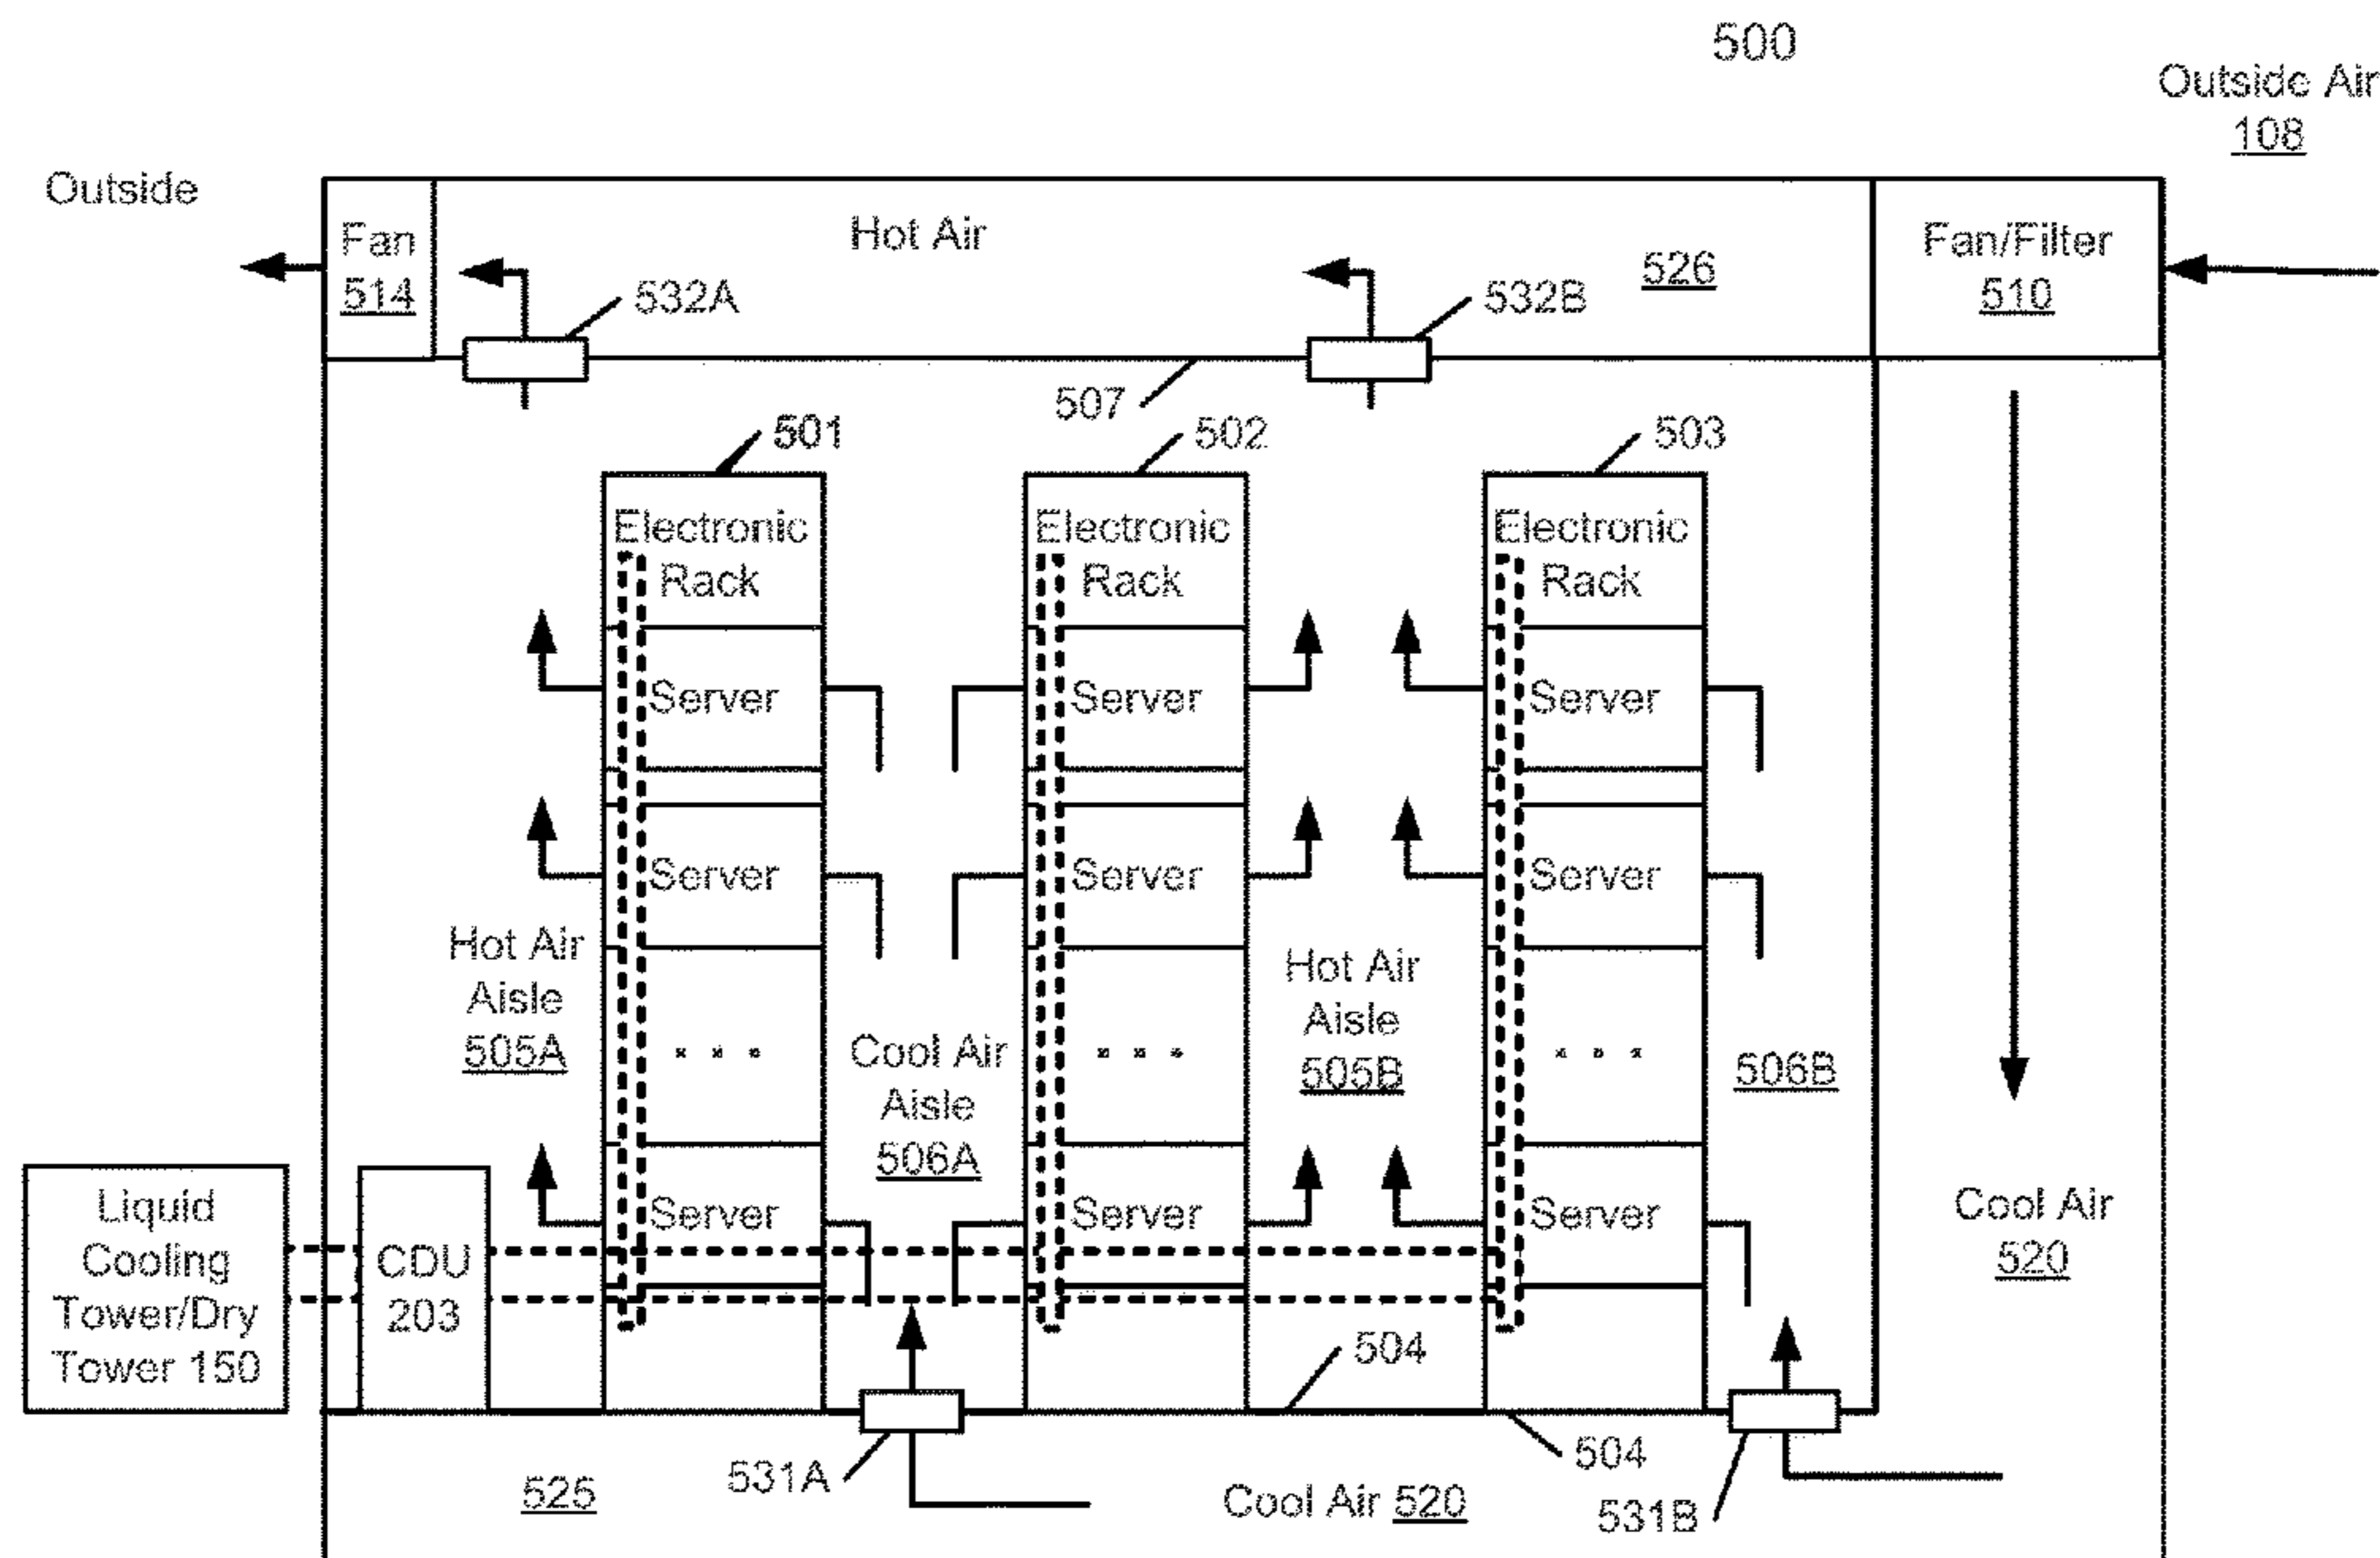 500
Outside Air
108
Outside
Fan
514
Hot Air
526
Fan/Filter
510
532A
532B
507
501
502
503
Electronic
Rack
Electronic
Rack
Electronic
Rack
Server
Server
Server
Server
Server
Server
Hot Air
Aisle
505A
Hot Air
Aisle
505B
. . .
. . .
. . .
Cool Air
Aisle
506A
506B
Server
Server
Server
Cool Air
520
Liquid
Cooling
Tower/Dry
Tower 150
CDU
203
504
504
525
531A
Cool Air 520
531B